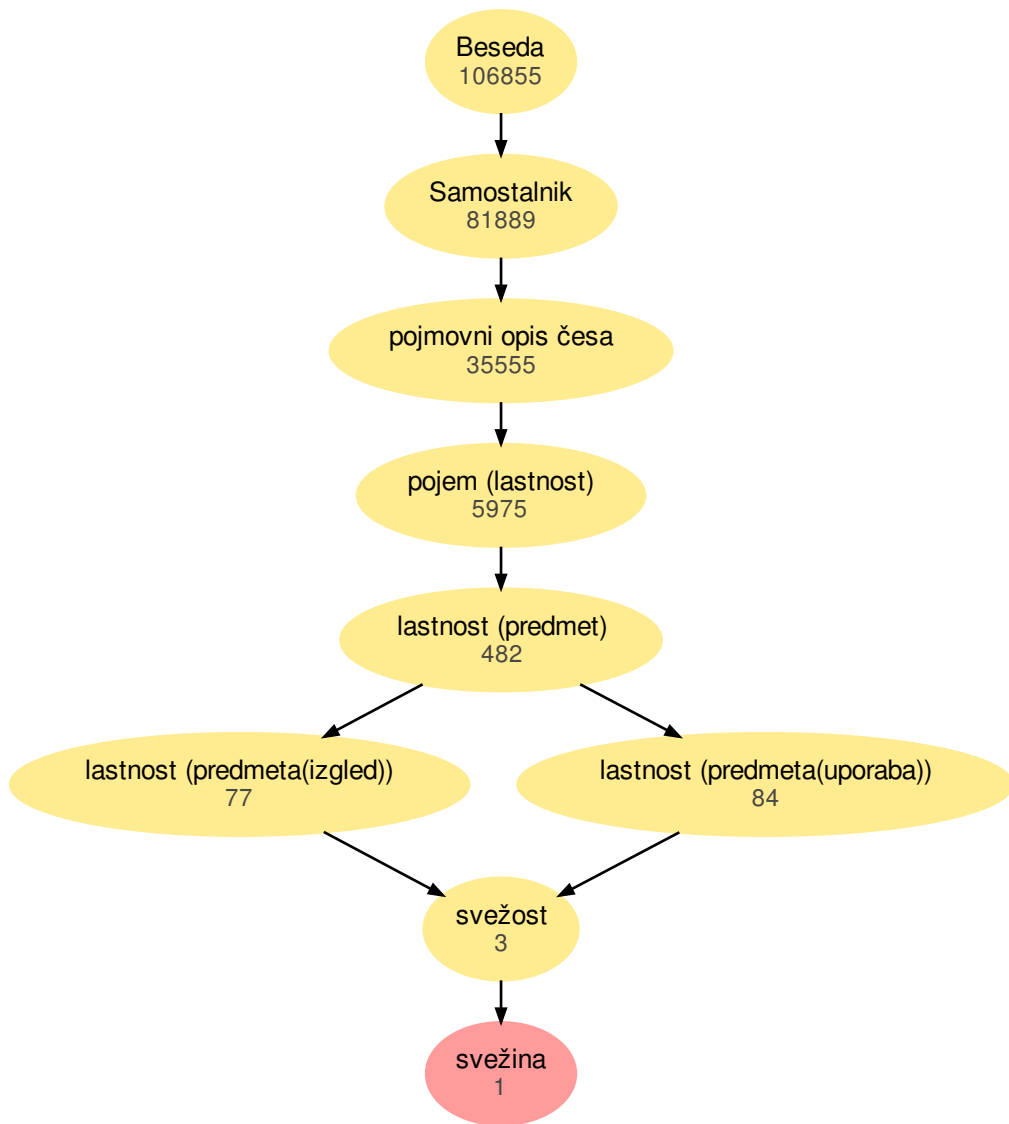 Beseda
106855
Samostalnik
81889
pojmovni opis česa
35555
pojem (lastnost)
5975
lastnost (predmet)
482
lastnost (predmeta(izgled))
77
lastnost (predmeta(uporaba))
84
svežost
3
svežina
1